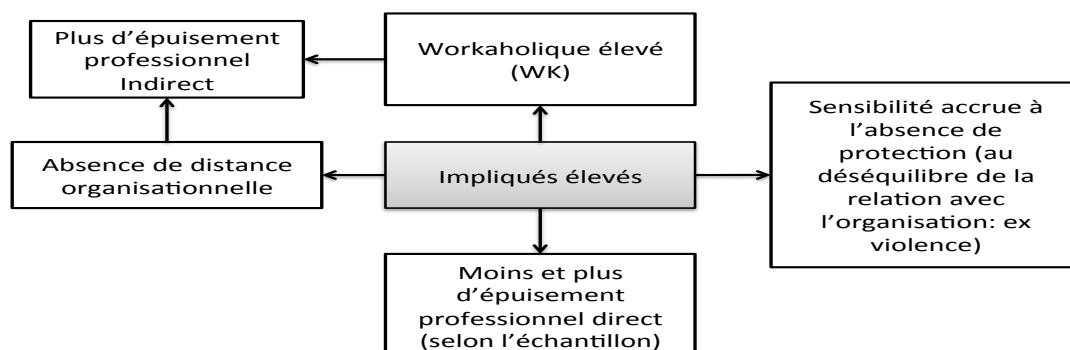 Plus d'épuisement
professionnel
Indirect
Workaholique élevé
(WK)
Sensibilité accrue à
l'absence de
protection (au
déséquilibre de la
relation avec
l'organisation: ex
violence)
Absence de distance
organisationnelle
Impliqués élevés
Moins et plus
d'épuisement
professionnel direct
(selon l'échantillon)